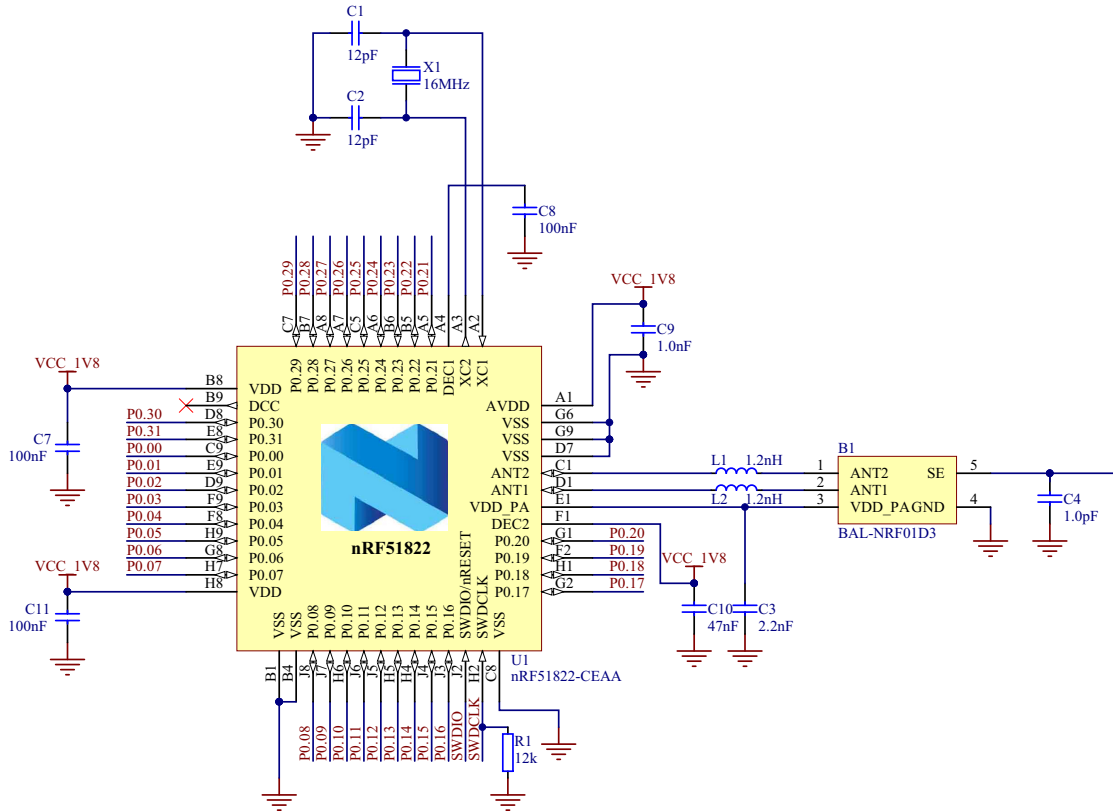 C1
12pF
X1
16MHz
C2
12pF
C8
100nF
P0.29
P0.28
P0.27
P0.26
P0.25
P0.24
P0.23
P0.22
P0.21
C7
B7
A8
A7
C5
A6
B6
B5
A5
A4
A3
A2
VCC_1V8
C9
1.0nF
P0.29
P0.28
P0.27
P0.26
P0.25
P0.24
P0.23
P0.22
P0.21
DEC1
XC2
XC1
VCC_1V8
C7
100nF
B8 VDD
B9 DCC
P0.30 D8 P0.30
P0.31 E8 P0.31
P0.00 C9 P0.00
P0.01 E9 P0.01
P0.02 D9 P0.02
P0.03 F9 P0.03
P0.04 F8 P0.04
P0.05 H9 P0.05
P0.06 G8 P0.06
P0.07 H7 P0.07
H8 VDD
VCC_1V8
C11
100nF
nRF51822
AVDD A1
VSS G6
VSS G9
VSS D7
ANT2 C1
ANT1 D1
VDD_PA E1
DEC2 F1
P0.20 G1 P0.20
P0.19 F2 P0.19
P0.18 H1 P0.18
P0.17 G2 P0.17
L1 1.2nH
L2 1.2nH
B1
1 ANT2 SE 5
2 ANT1
3 VDD_PA GND 4
BAL-NRF01D3
C4
1.0pF
VCC_1V8
C10
47nF
C3
2.2nF
VSS
VSS
P0.08
P0.09
P0.10
P0.11
P0.12
P0.13
P0.14
P0.15
P0.16
SWDIO/nRESET
SWDCLK
VSS
U1
nRF51822-CEAA
B1
B4
J8
J7
H6
J6
J5
H5
H4
J4
J3
J2
H2
C8
P0.08
P0.09
P0.10
P0.11
P0.12
P0.13
P0.14
P0.15
P0.16
SWDIO
SWDCLK
R1
12k